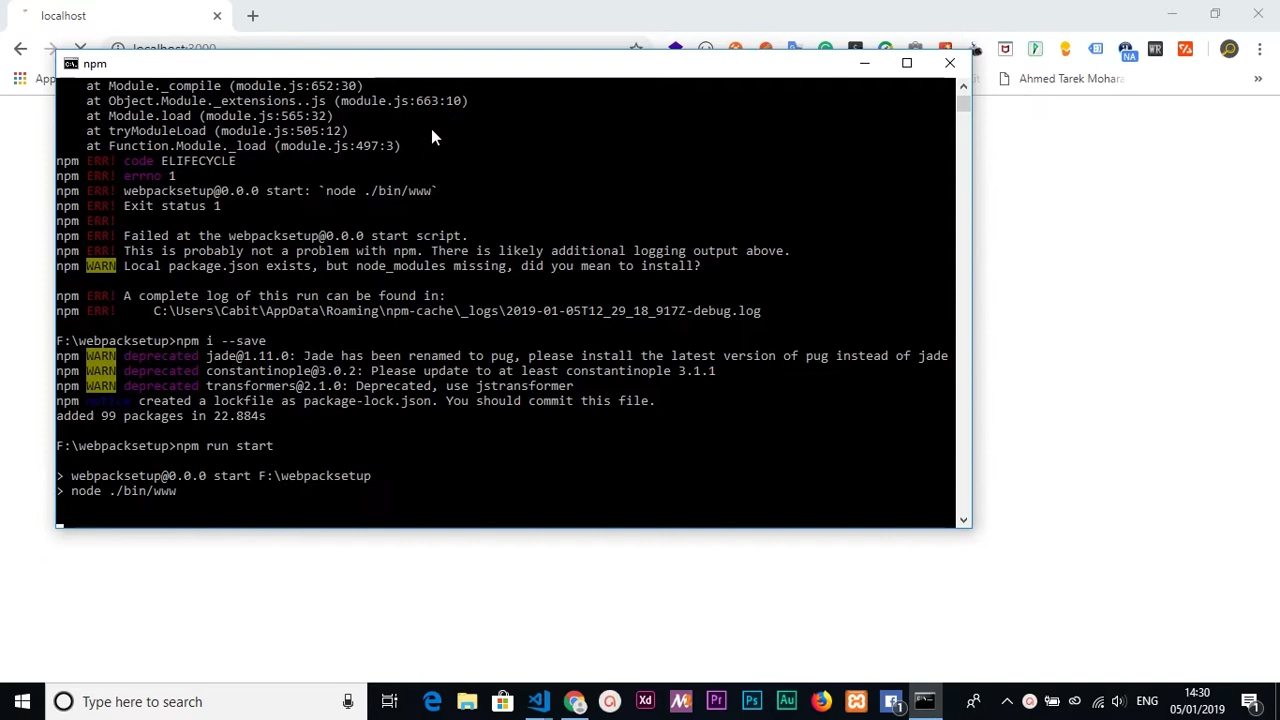 localhost
localhost:3000
App
Ahmed Tarek Mohara
npm
at Module._compile (module.js:652:30)
at Object.Module._extensions..js (module.js:663:10)
at Module.load (module.js:565:32)
at tryModuleLoad (module.js:505:12)
at Function.Module._load (module.js:497:3)
npm ERR! code ELIFECYCLE
npm ERR! errno 1
npm ERR! webpacksetup@0.0.0 start: `node ./bin/www`
npm ERR! Exit status 1
npm ERR!
npm ERR! Failed at the webpacksetup@0.0.0 start script.
npm ERR! This is probably not a problem with npm. There is likely additional logging output above.
npm WARN Local package.json exists, but node_modules missing, did you mean to install?
npm ERR! A complete log of this run can be found in:
npm ERR!     C:\Users\Cabit\AppData\Roaming\npm-cache\_logs\2019-01-05T12_29_18_917Z-debug.log
F:\webpacksetup>npm i --save
npm WARN deprecated jade@1.11.0: Jade has been renamed to pug, please install the latest version of pug instead of jade
npm WARN deprecated constantinople@3.0.2: Please update to at least constantinople 3.1.1
npm WARN deprecated transformers@2.1.0: Deprecated, use jstransformer
npm notice created a lockfile as package-lock.json. You should commit this file.
added 99 packages in 22.884s
F:\webpacksetup>npm run start
> webpacksetup@0.0.0 start F:\webpacksetup
> node ./bin/www
Type here to search
ENG
14:30
05/01/2019